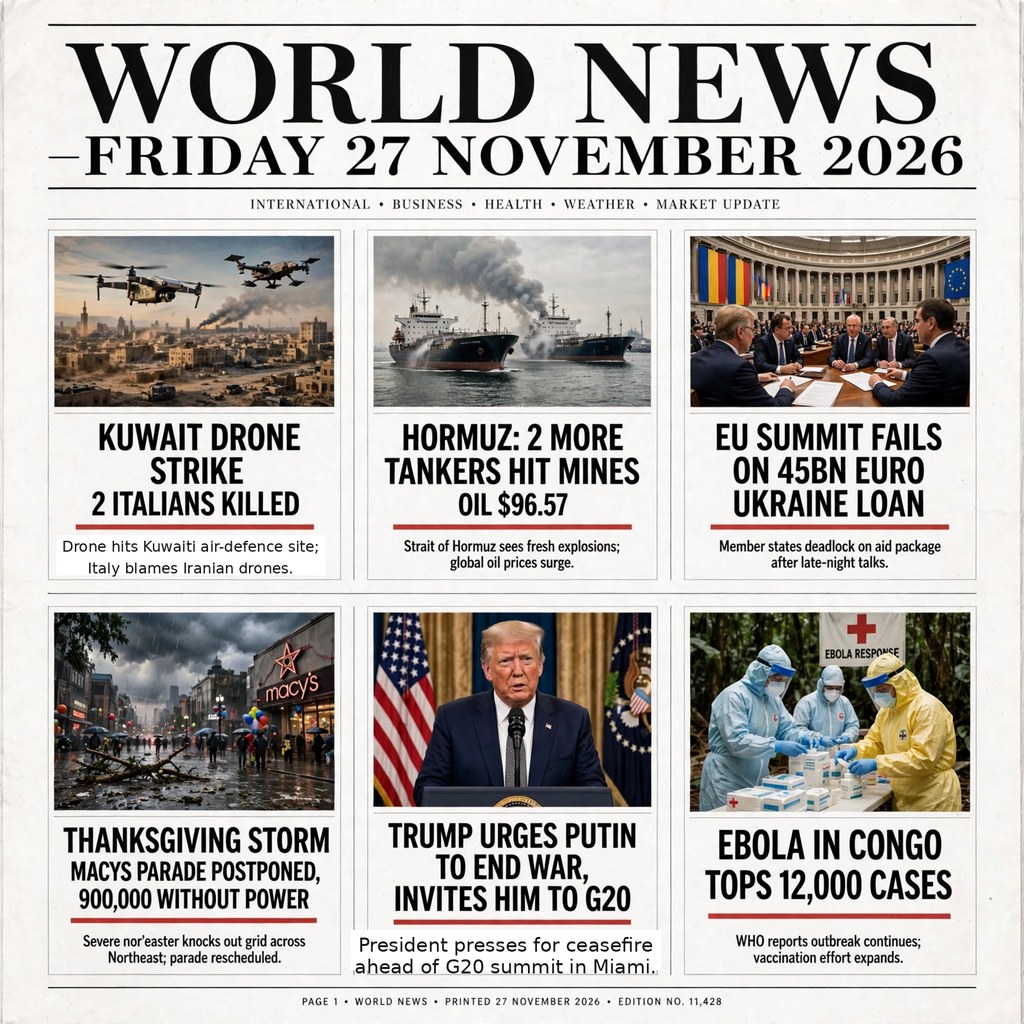 WORLD NEWS
—FRIDAY 27 NOVEMBER 2026
INTERNATIONAL • BUSINESS • HEALTH • WEATHER • MARKET UPDATE
KUWAIT DRONE
STRIKE
2 ITALIANS KILLED
Drone hits Kuwaiti air-defence site;
Italy blames Iranian drones.
HORMUZ: 2 MORE
TANKERS HIT MINES
OIL $96.57
Strait of Hormuz sees fresh explosions;
global oil prices surge.
EU SUMMIT FAILS
ON 45BN EURO
UKRAINE LOAN
Member states deadlock on aid package
after late-night talks.
macy's
THANKSGIVING STORM
MACYS PARADE POSTPONED,
900,000 WITHOUT POWER
Severe nor'easter knocks out grid across
Northeast; parade rescheduled.
TRUMP URGES PUTIN
TO END WAR,
INVITES HIM TO G20
President presses for ceasefire
ahead of G20 summit in Miami.
EBOLA RESPONSE
EBOLA IN CONGO
TOPS 12,000 CASES
WHO reports outbreak continues;
vaccination effort expands.
PAGE 1 • WORLD NEWS • PRINTED 27 NOVEMBER 2026 • EDITION NO. 11,428